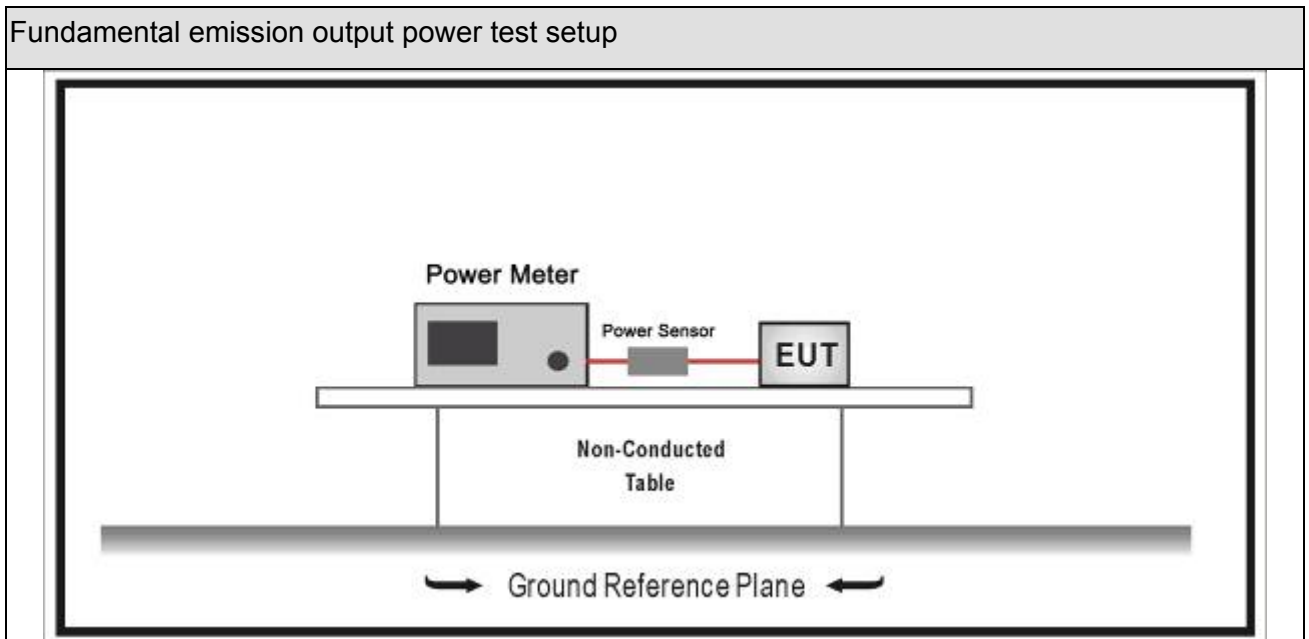 Fundamental emission output power test setup
Power Meter
Power Sensor
EUT
Non-Conducted
Table
Ground Reference Plane